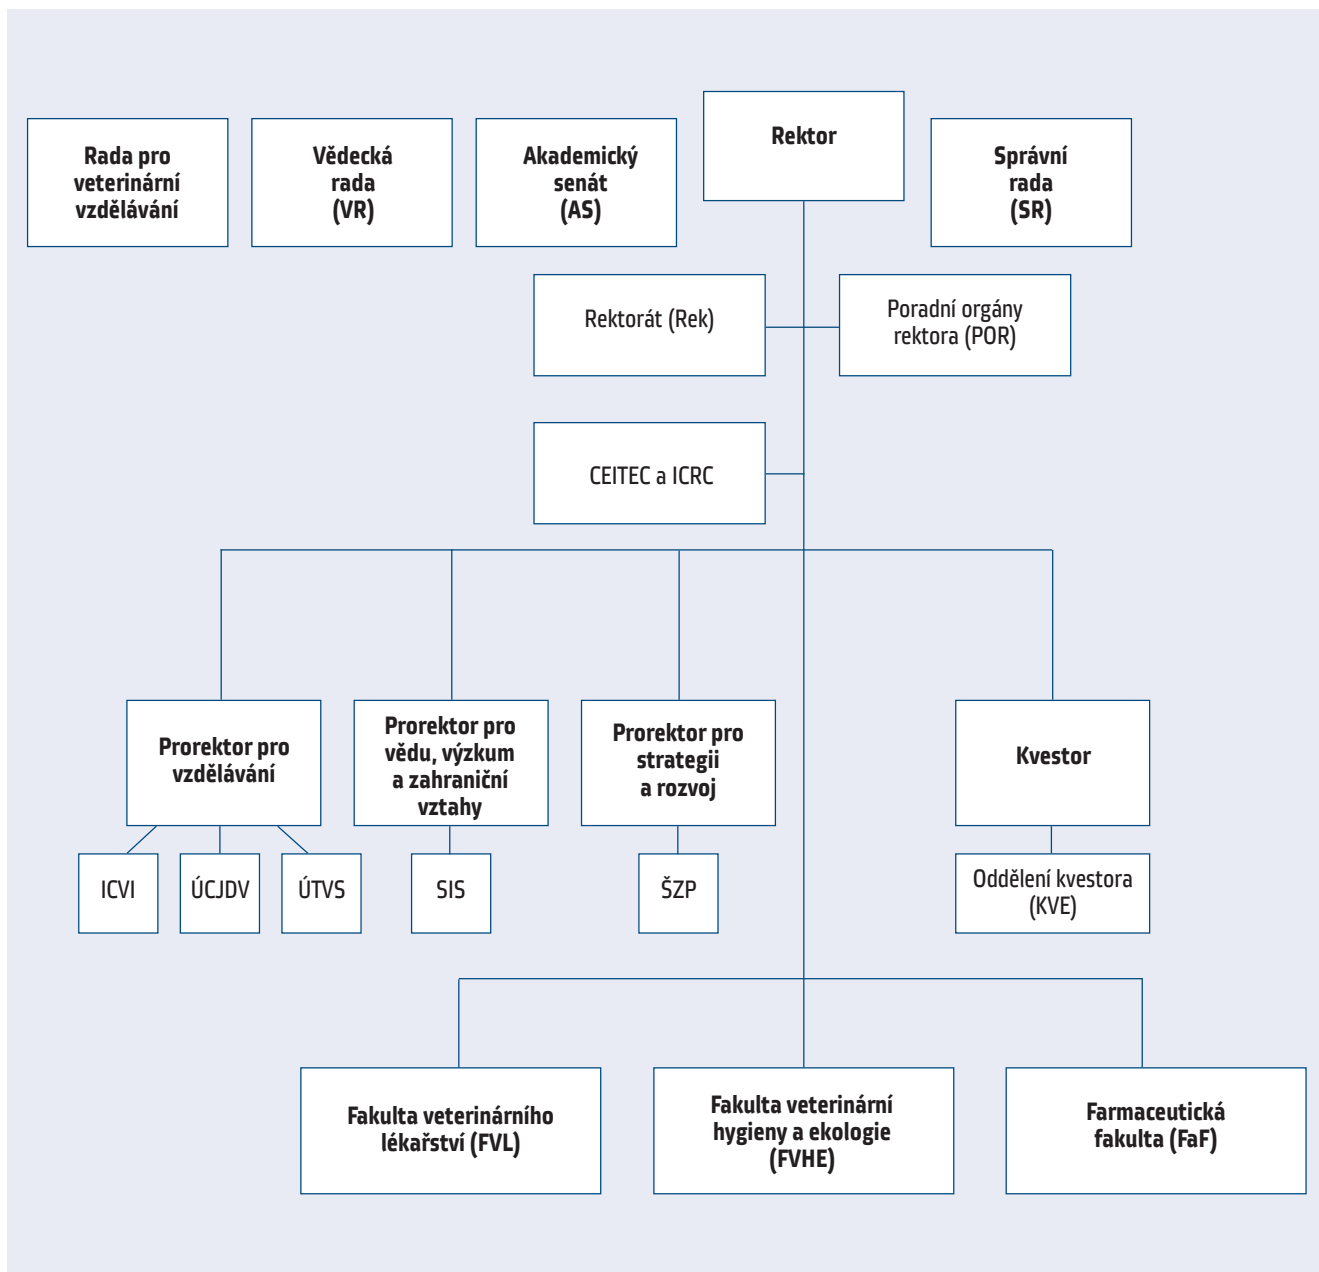 Rada pro
veterinární
vzdělávání
Vědecká
rada
(VR)
Akademický
senát
(AS)
Rektor
Správní
rada
(SR)
Rektorát (Rek)
Poradní orgány
rektora (POR)
CEITEC a ICRC
Prorektor pro
vzdělávání
Prorektor pro
vědu, výzkum
a zahraniční
vztahy
Prorektor pro
strategii
a rozvoj
Kvestor
ICVI
ÚCJDV
ÚTVS
SIS
ŠZP
Oddělení kvestora
(KVE)
Fakulta veterinárního
lékařství (FVL)
Fakulta veterinární
hygieny a ekologie
(FVHE)
Farmaceutická
fakulta (FaF)